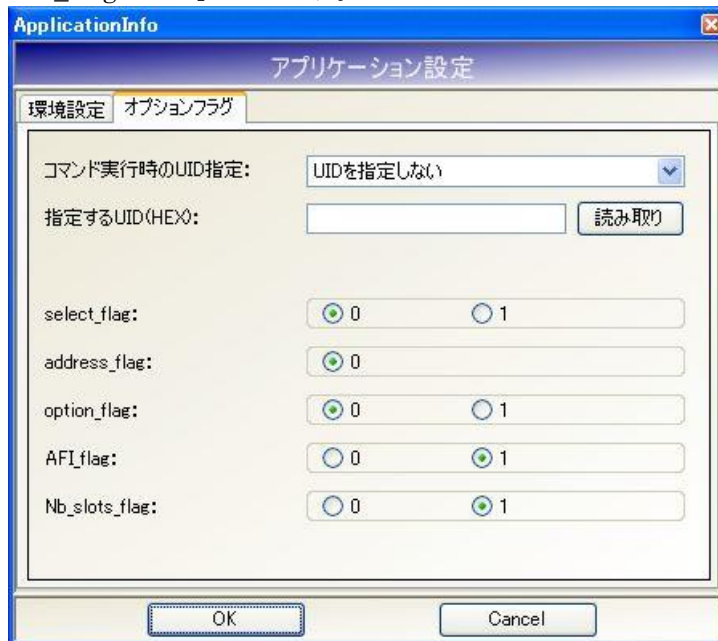 ApplicationInfo
アプリケーション設定
環境設定 オプションフラグ
コマンド実行時のUID指定: UIDを指定しない
指定するUID(HEX): 読み取り
select_flag: 0 1
address_flag: 0
option_flag: 0 1
AFI_flag: 0 1
Nb_slots_flag: 0 1
OK Cancel